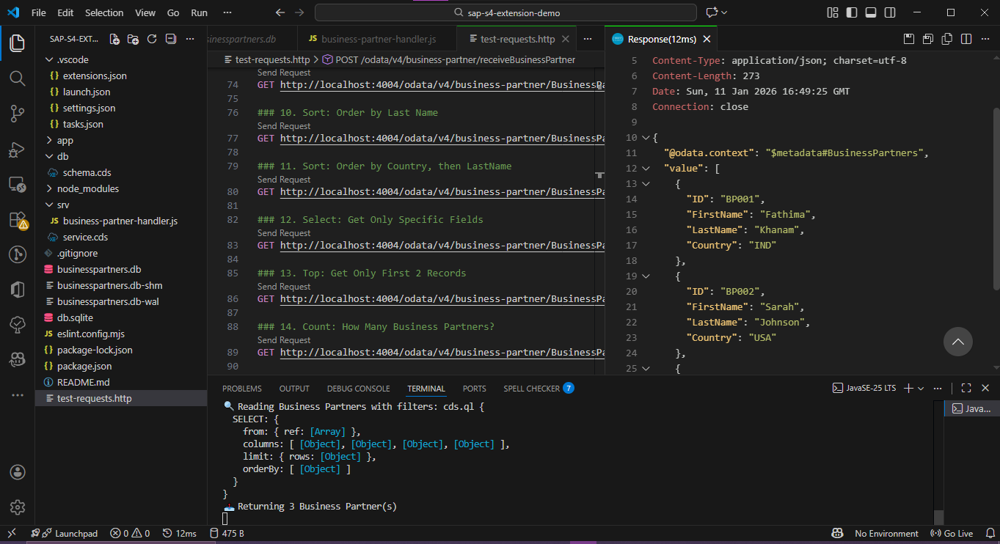 File Edit Selection View Go Run ··· sap-s4-extension-demo
SAP-S4-EXT...
.vscode
{} extensions.json
{} launch.json
{} settings.json
{} tasks.json
app
db
schema.cds
node_modules
srv
JS business-partner-handler.js
service.cds
.gitignore
businesspartners.db
businesspartners.db-shm
businesspartners.db-wal
db.sqlite
JS eslint.config.mjs
{} package-lock.json
{} package.json
README.md
test-requests.http
businesspartners.db JS business-partner-handler.js test-requests.http
test-requests.http > POST /odata/v4/business-partner/receiveBusinessPartner
Send Request
74 GET http://localhost:4004/odata/v4/business-partner/BusinessPa
75
76 ### 10. Sort: Order by Last Name
Send Request
77 GET http://localhost:4004/odata/v4/business-partner/BusinessPa
78
79 ### 11. Sort: Order by Country, then LastName
Send Request
80 GET http://localhost:4004/odata/v4/business-partner/BusinessPa
81
82 ### 12. Select: Get Only Specific Fields
Send Request
83 GET http://localhost:4004/odata/v4/business-partner/BusinessPa
84
85 ### 13. Top: Get Only First 2 Records
Send Request
86 GET http://localhost:4004/odata/v4/business-partner/BusinessPa
87
88 ### 14. Count: How Many Business Partners?
Send Request
89 GET http://localhost:4004/odata/v4/business-partner/BusinessPa
90
Response(12ms)
5 Content-Type: application/json; charset=utf-8
6 Content-Length: 273
7 Date: Sun, 11 Jan 2026 16:49:25 GMT
8 Connection: close
9
10 {
11 "@odata.context": "$metadata#BusinessPartners",
12 "value": [
13 {
14 "ID": "BP001",
15 "FirstName": "Fathima",
16 "LastName": "Khanam",
17 "Country": "IND"
18 },
19 {
20 "ID": "BP002",
21 "FirstName": "Sarah",
22 "LastName": "Johnson",
23 "Country": "USA"
24 },
25 {
PROBLEMS OUTPUT DEBUG CONSOLE TERMINAL PORTS SPELL CHECKER 7 JavaSE-25 LTS
Java...
Reading Business Partners with filters: cds.ql {
SELECT: {
from: { ref: [Array] },
columns: [ [Object], [Object], [Object], [Object] ],
limit: { rows: [Object] },
orderBy: [ [Object] ]
}
}
Returning 3 Business Partner(s)
Launchpad 0 0 12ms 475 B No Environment Go Live